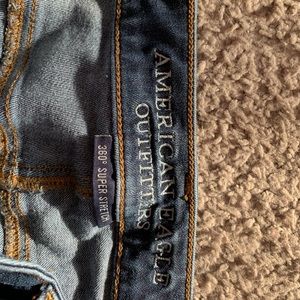 AMERICAN EAGLE
OUTFITTERS
360° SUPER STRETCH